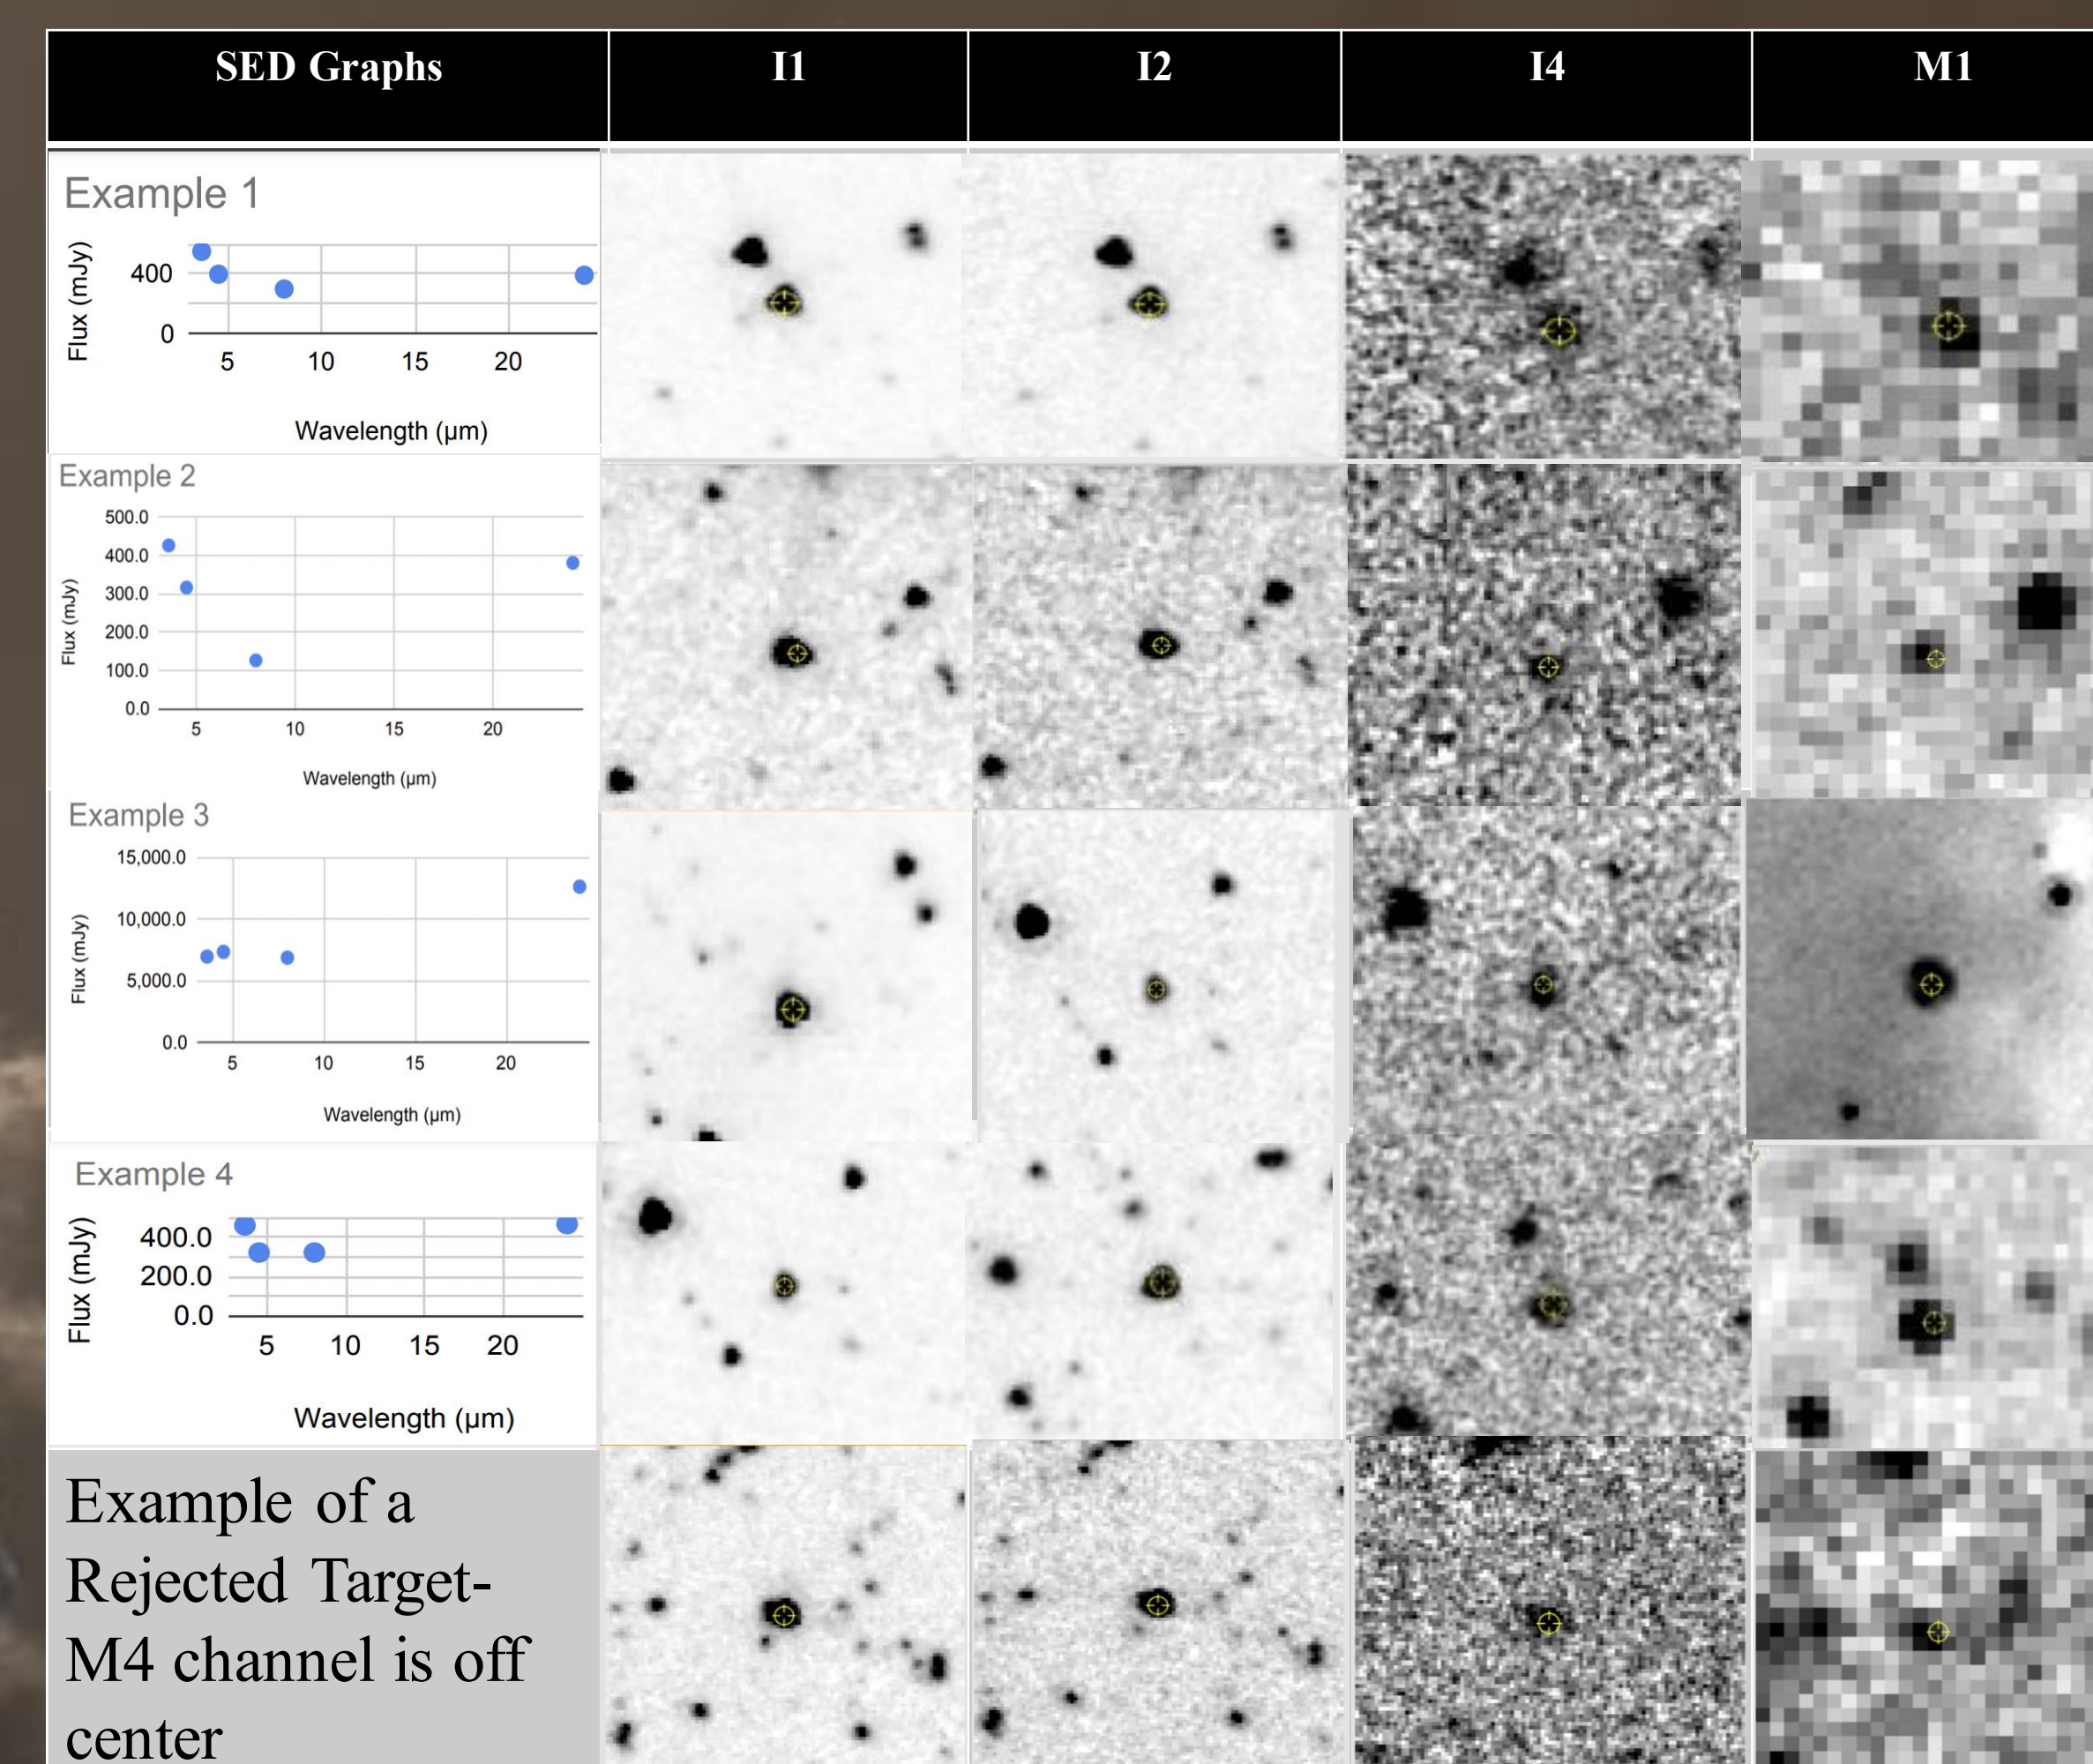 SED Graphs I1 I2 I4 M1
Example 1
Flux (mJy)
400
0
5 10 15 20
Wavelength (μm)
Example 2
Flux (mJy)
500.0
400.0
300.0
200.0
100.0
0.0
5 10 15 20
Wavelength (μm)
Example 3
Flux (mJy)
15,000.0
10,000.0
5,000.0
0.0
5 10 15 20
Wavelength (μm)
Example 4
Flux (mJy)
400.0
200.0
0.0
5 10 15 20
Wavelength (μm)
Example of a
Rejected Target-
M4 channel is off
center